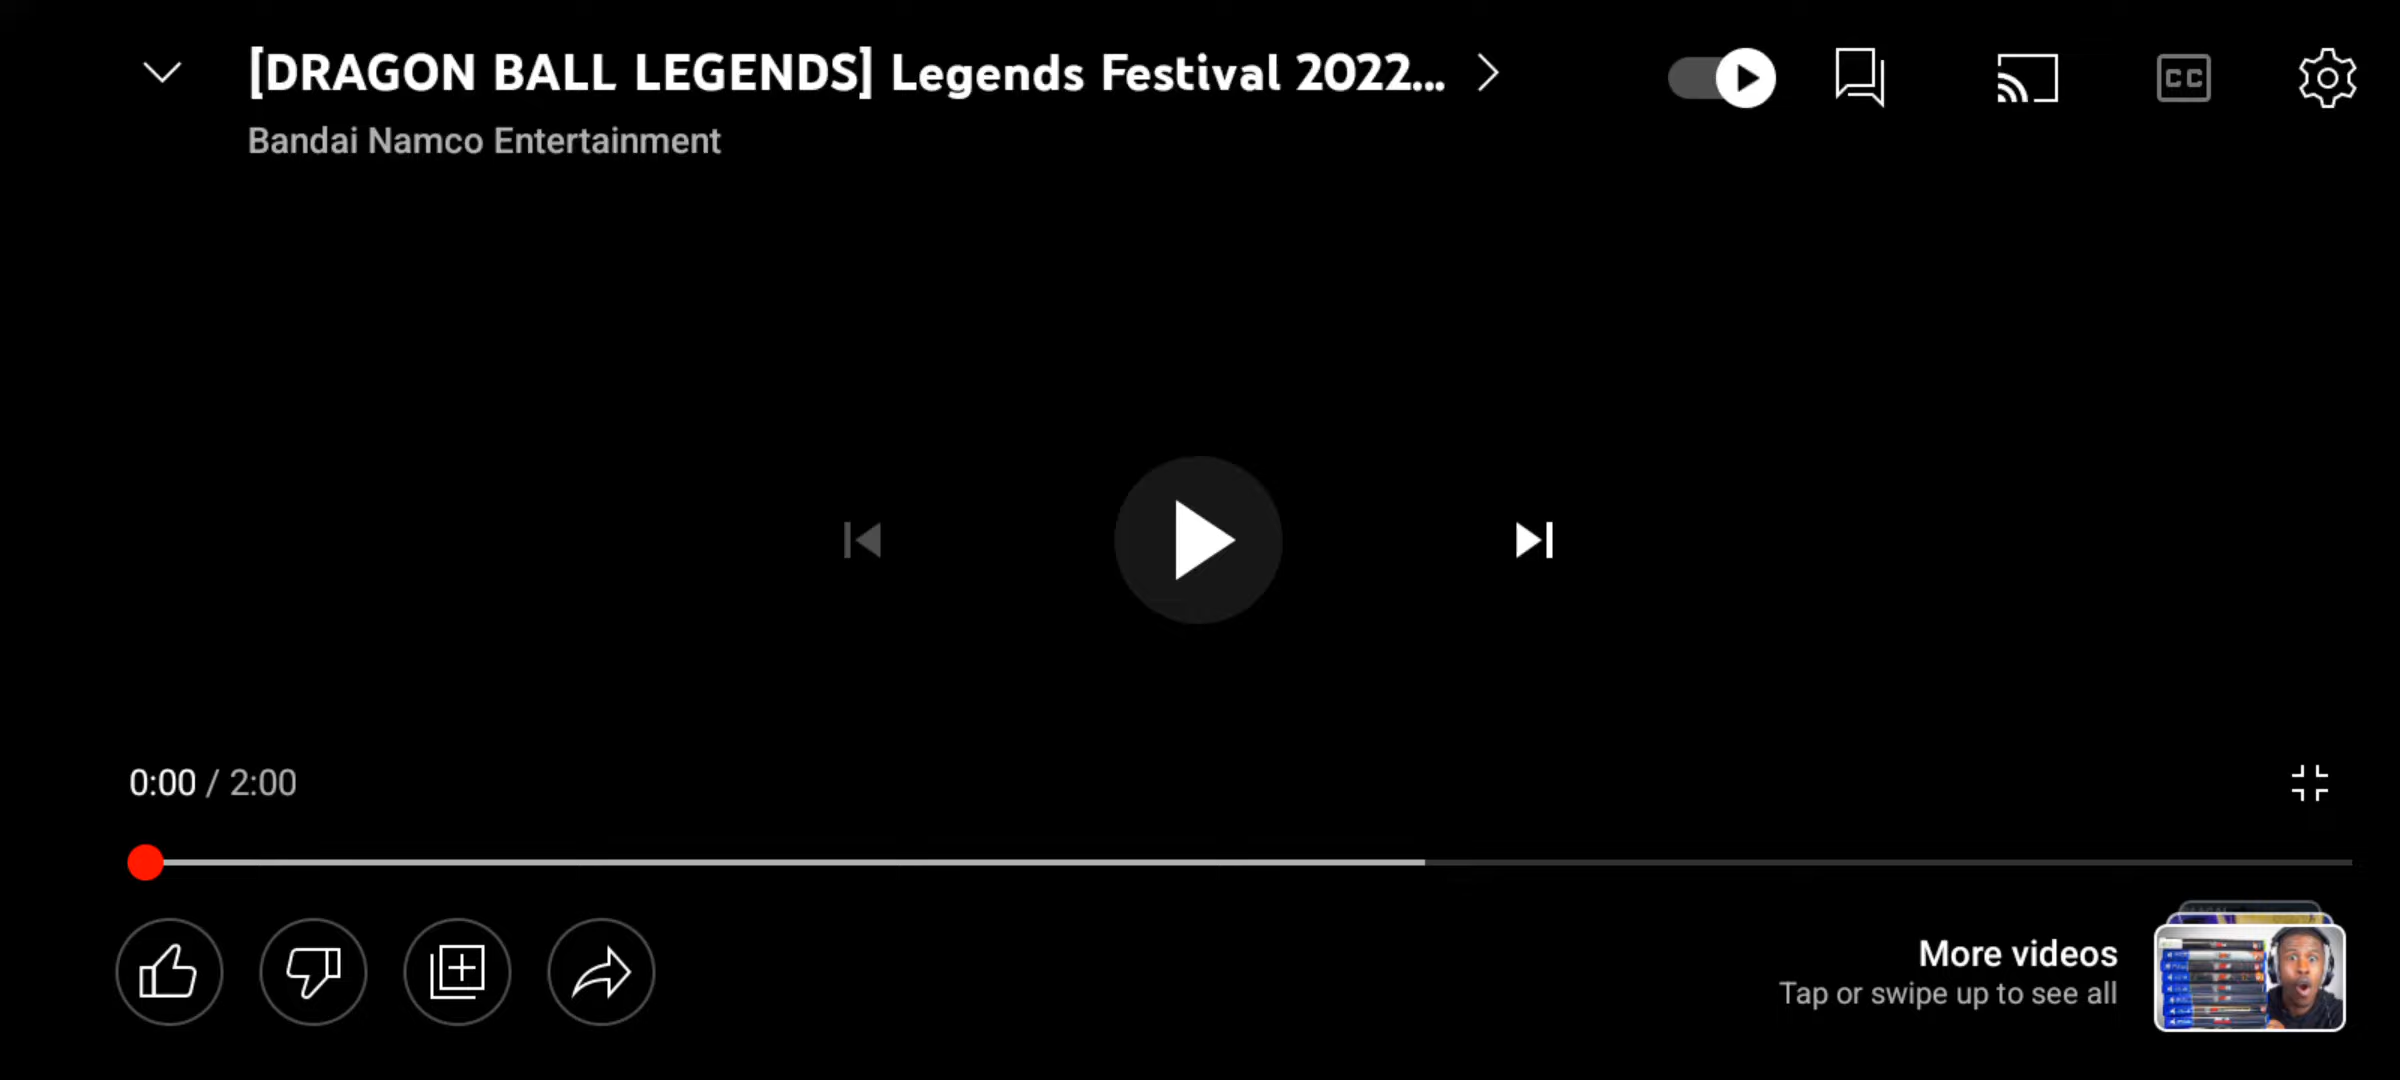 [DRAGON BALL LEGENDS] Legends Festival 2022...
Bandai Namco Entertainment
CC
0:00 / 2:00
More videos
Tap or swipe up to see all